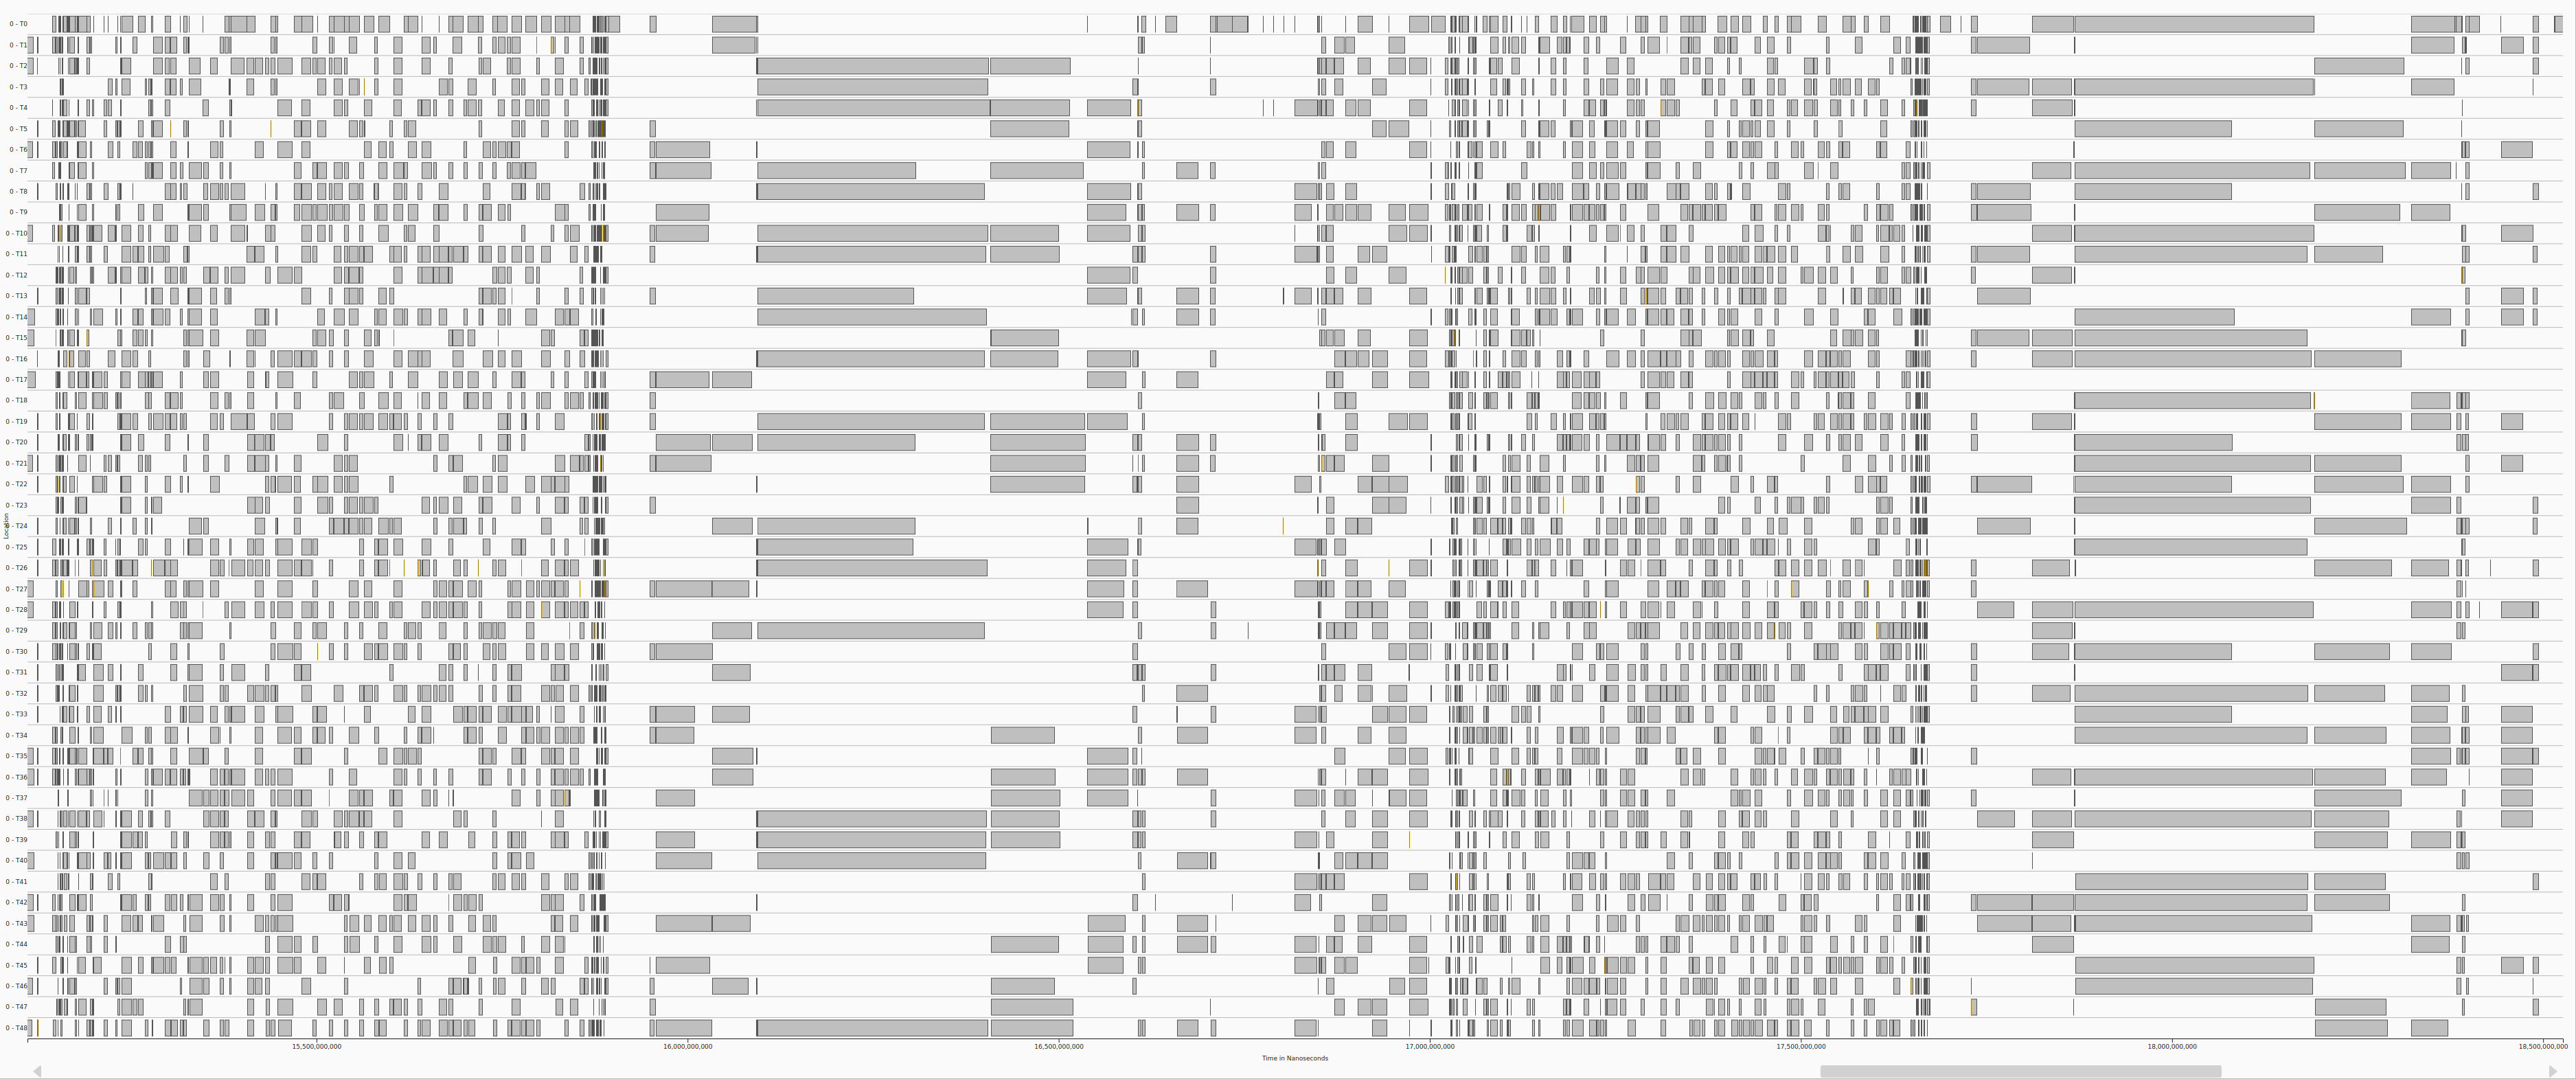 0 - T0
0 - T1
0 - T2
0 - T3
0 - T4
0 - T5
0 - T6
0 - T7
0 - T8
0 - T9
0 - T10
0 - T11
0 - T12
0 - T13
0 - T14
0 - T15
0 - T16
0 - T17
0 - T18
0 - T19
0 - T20
0 - T21
0 - T22
0 - T23
Location
0 - T24
0 - T25
0 - T26
0 - T27
0 - T28
0 - T29
0 - T30
0 - T31
0 - T32
0 - T33
0 - T34
0 - T35
0 - T36
0 - T37
0 - T38
0 - T39
0 - T40
0 - T41
0 - T42
0 - T43
0 - T44
0 - T45
0 - T46
0 - T47
0 - T48
15,500,000,000 16,000,000,000 16,500,000,000 17,000,000,000 17,500,000,000 18,000,000,000 18,500,000,000
Time in Nanoseconds